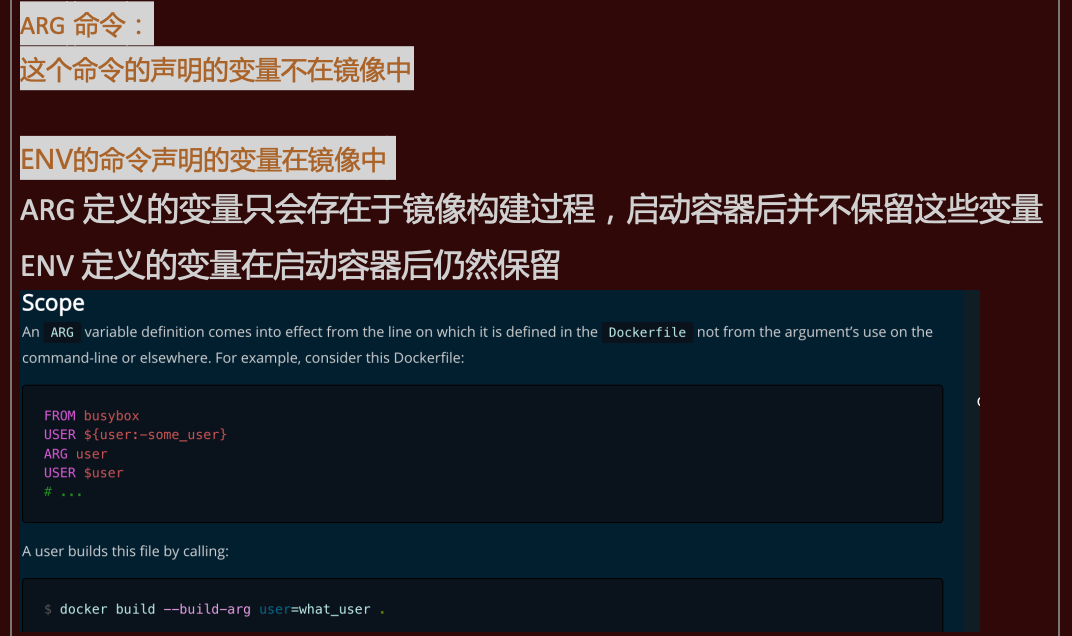 ARG 命令：
这个命令的声明的变量不在镜像中
ENV的命令声明的变量在镜像中
ARG 定义的变量只会存在于镜像构建过程，启动容器后并不保留这些变量
ENV 定义的变量在启动容器后仍然保留
Scope
An ARG variable definition comes into effect from the line on which it is defined in the Dockerfile not from the argument’s use on the
command-line or elsewhere. For example, consider this Dockerfile:
FROM busybox
USER ${user:-some_user}
ARG user
USER $user
# ...
A user builds this file by calling:
$ docker build --build-arg user=what_user .